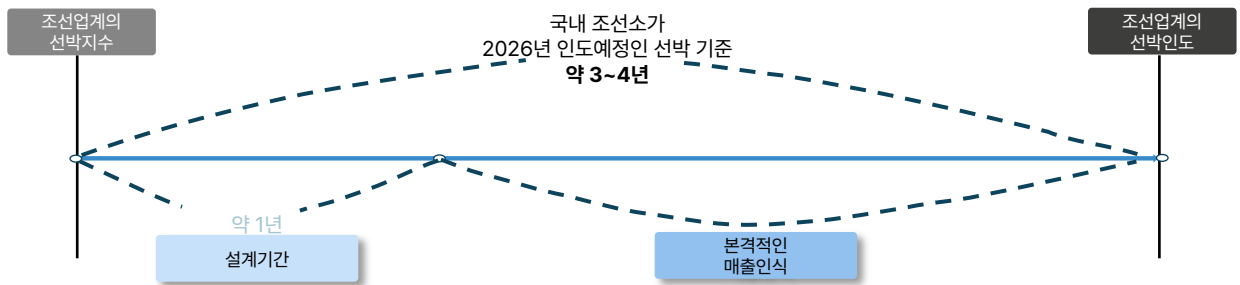 조선업계의
선박지수
국내 조선소가
2026년 인도예정인 선박 기준
약 3~4년
조선업계의
선박인도
약 1년
설계기간
본격적인
매출인식